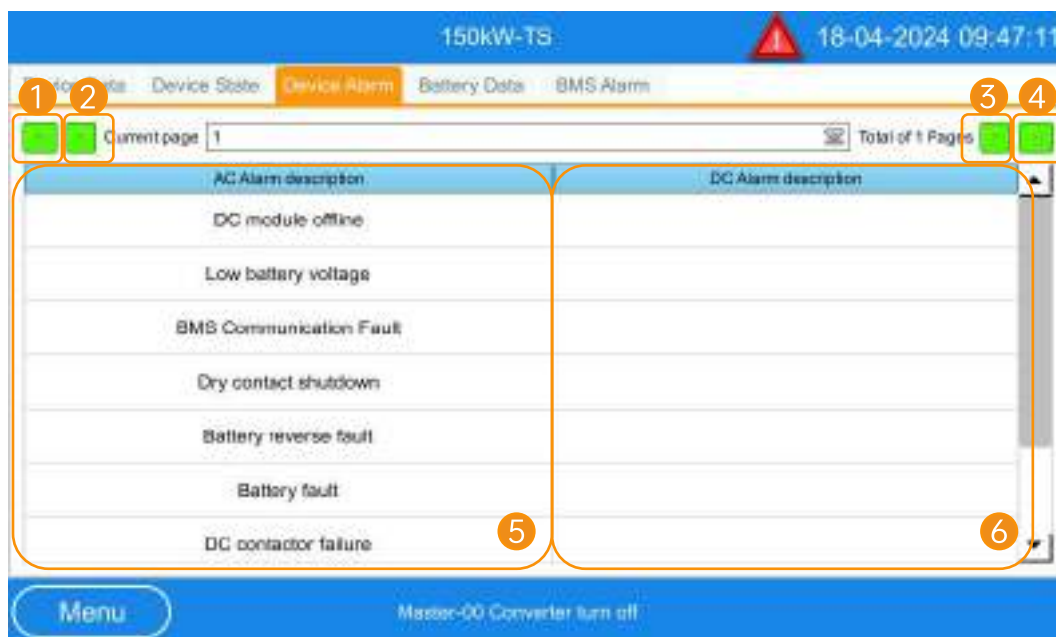 150kW-TS 18-04-2024 09:47:11
Device State Device Alarm Battery Data BMS Alarm
1 2 3 4
Current page 1 Total of 1 Pages
AC Alarm description DC Alarm description
DC module offline
Low battery voltage
BMS Communication Fault
Dry contact shutdown
Battery reverse fault
Battery fault
DC contactor failure
5 6
Menu Master-00 Converter turn off